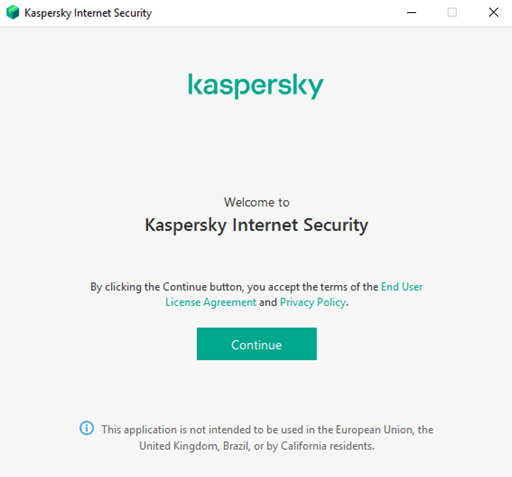 Kaspersky Internet Security
kaspersky
Welcome to
Kaspersky Internet Security
By clicking the Continue button, you accept the terms of the End User
License Agreement and Privacy Policy.
Continue
This application is not intended to be used in the European Union, the
United Kingdom, Brazil, or by California residents.